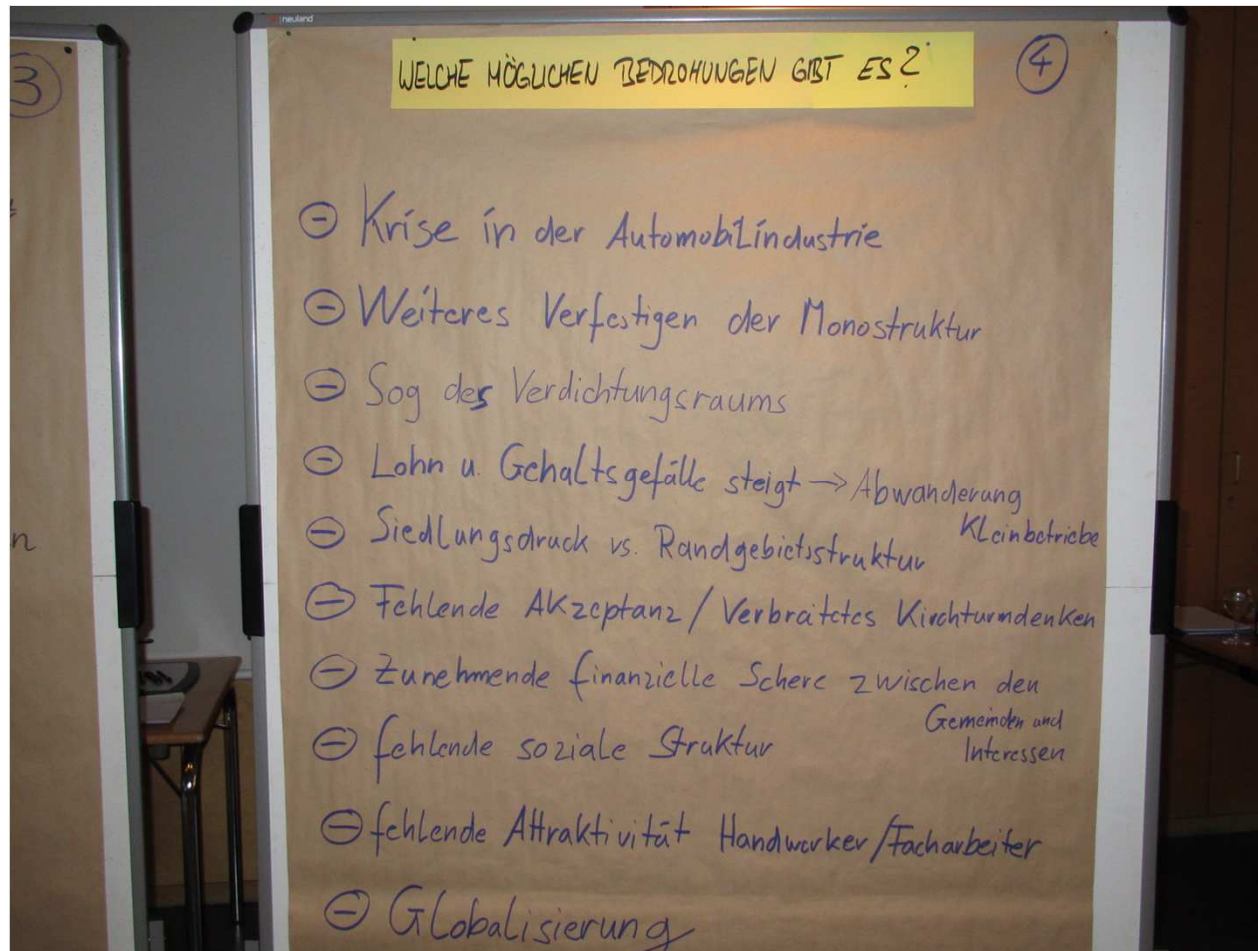 neuland
3
WELCHE MÖGLICHEN BEDROHUNGEN GIBT ES?
4
n
⊖ Krise in der Automobilindustrie
⊖ Weiteres Verfestigen der Monostruktur
⊖ Sog des Verdichtungsraums
⊖ Lohn u. Gehaltsgefälle steigt → Abwanderung
Kleinbetriebe
⊖ Siedlungsdruck vs. Randgebietsstruktur
⊖ Fehlende Akzeptanz / Verbreitetes Kirchturmdenken
⊖ Zunehmende finanzielle Schere zwischen den
Gemeinden und
Interessen
⊖ fehlende soziale Struktur
⊖ fehlende Attraktivität Handwerker/Facharbeiter
⊖ Globalisierung